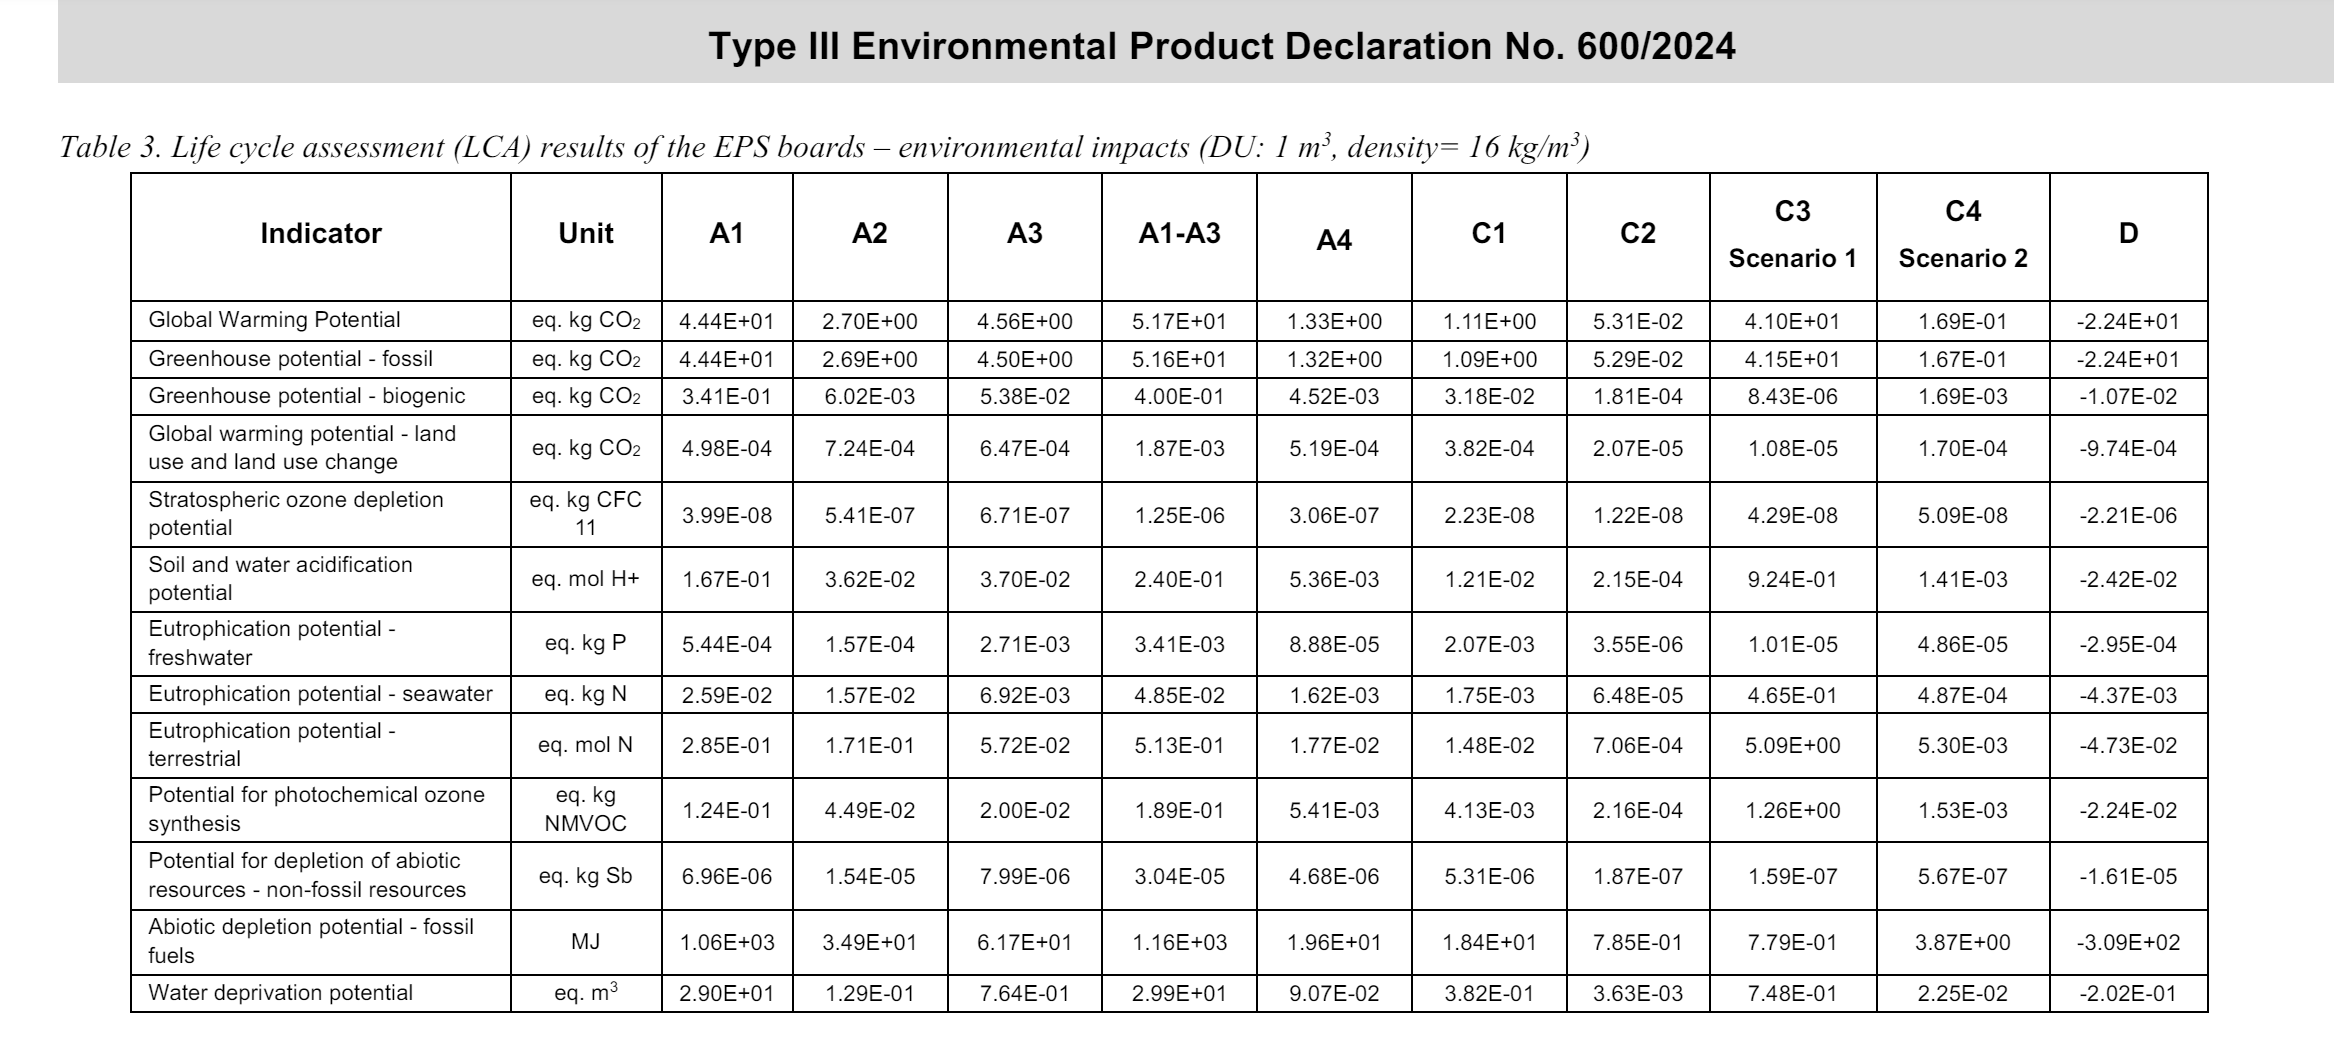 Type III Environmental Product Declaration No. 600/2024
Table 3. Life cycle assessment (LCA) results of the EPS boards – environmental impacts (DU: 1 m³, density= 16 kg/m³)
Indicator Unit A1 A2 A3 A1-A3 A4 C1 C2 C3 Scenario 1 C4 Scenario 2 D
Global Warming Potential eq. kg CO₂ 4.44E+01 2.70E+00 4.56E+00 5.17E+01 1.33E+00 1.11E+00 5.31E-02 4.10E+01 1.69E-01 -2.24E+01
Greenhouse potential - fossil eq. kg CO₂ 4.44E+01 2.69E+00 4.50E+00 5.16E+01 1.32E+00 1.09E+00 5.29E-02 4.15E+01 1.67E-01 -2.24E+01
Greenhouse potential - biogenic eq. kg CO₂ 3.41E-01 6.02E-03 5.38E-02 4.00E-01 4.52E-03 3.18E-02 1.81E-04 8.43E-06 1.69E-03 -1.07E-02
Global warming potential - land
use and land use change eq. kg CO₂ 4.98E-04 7.24E-04 6.47E-04 1.87E-03 5.19E-04 3.82E-04 2.07E-05 1.08E-05 1.70E-04 -9.74E-04
Stratospheric ozone depletion
potential eq. kg CFC 11 3.99E-08 5.41E-07 6.71E-07 1.25E-06 3.06E-07 2.23E-08 1.22E-08 4.29E-08 5.09E-08 -2.21E-06
Soil and water acidification
potential eq. mol H+ 1.67E-01 3.62E-02 3.70E-02 2.40E-01 5.36E-03 1.21E-02 2.15E-04 9.24E-01 1.41E-03 -2.42E-02
Eutrophication potential -
freshwater eq. kg P 5.44E-04 1.57E-04 2.71E-03 3.41E-03 8.88E-05 2.07E-03 3.55E-06 1.01E-05 4.86E-05 -2.95E-04
Eutrophication potential - seawater eq. kg N 2.59E-02 1.57E-02 6.92E-03 4.85E-02 1.62E-03 1.75E-03 6.48E-05 4.65E-01 4.87E-04 -4.37E-03
Eutrophication potential -
terrestrial eq. mol N 2.85E-01 1.71E-01 5.72E-02 5.13E-01 1.77E-02 1.48E-02 7.06E-04 5.09E+00 5.30E-03 -4.73E-02
Potential for photochemical ozone
synthesis eq. kg NMVOC 1.24E-01 4.49E-02 2.00E-02 1.89E-01 5.41E-03 4.13E-03 2.16E-04 1.26E+00 1.53E-03 -2.24E-02
Potential for depletion of abiotic
resources - non-fossil resources eq. kg Sb 6.96E-06 1.54E-05 7.99E-06 3.04E-05 4.68E-06 5.31E-06 1.87E-07 1.59E-07 5.67E-07 -1.61E-05
Abiotic depletion potential - fossil
fuels MJ 1.06E+03 3.49E+01 6.17E+01 1.16E+03 1.96E+01 1.84E+01 7.85E-01 7.79E-01 3.87E+00 -3.09E+02
Water deprivation potential eq. m³ 2.90E+01 1.29E-01 7.64E-01 2.99E+01 9.07E-02 3.82E-01 3.63E-03 7.48E-01 2.25E-02 -2.02E-01